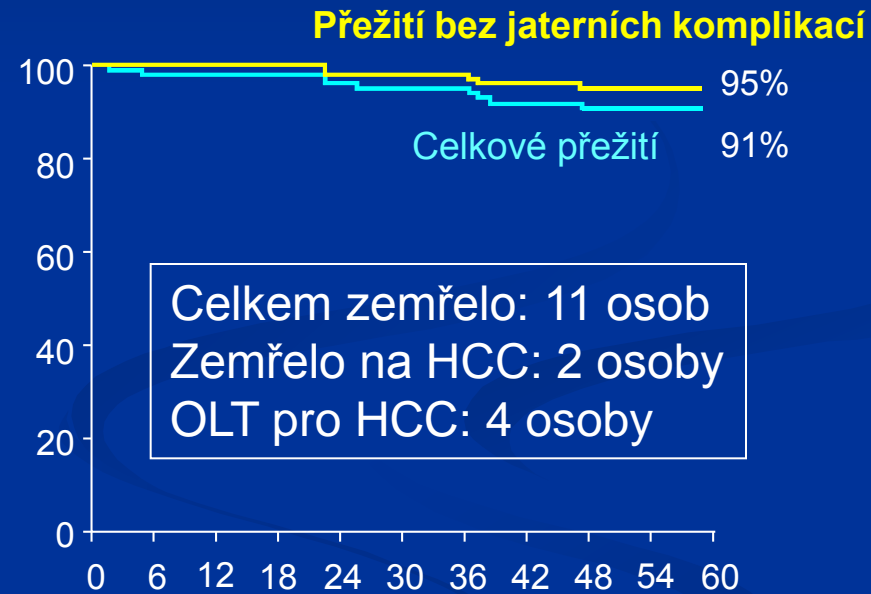 Přežití bez jaterních komplikací
100
95%
Celkové přežití
91%
80
60
Celkem zemřelo: 11 osob
Zemřelo na HCC: 2 osoby
OLT pro HCC: 4 osoby
40
20
0
0 6 12 18 24 30 36 42 48 54 60